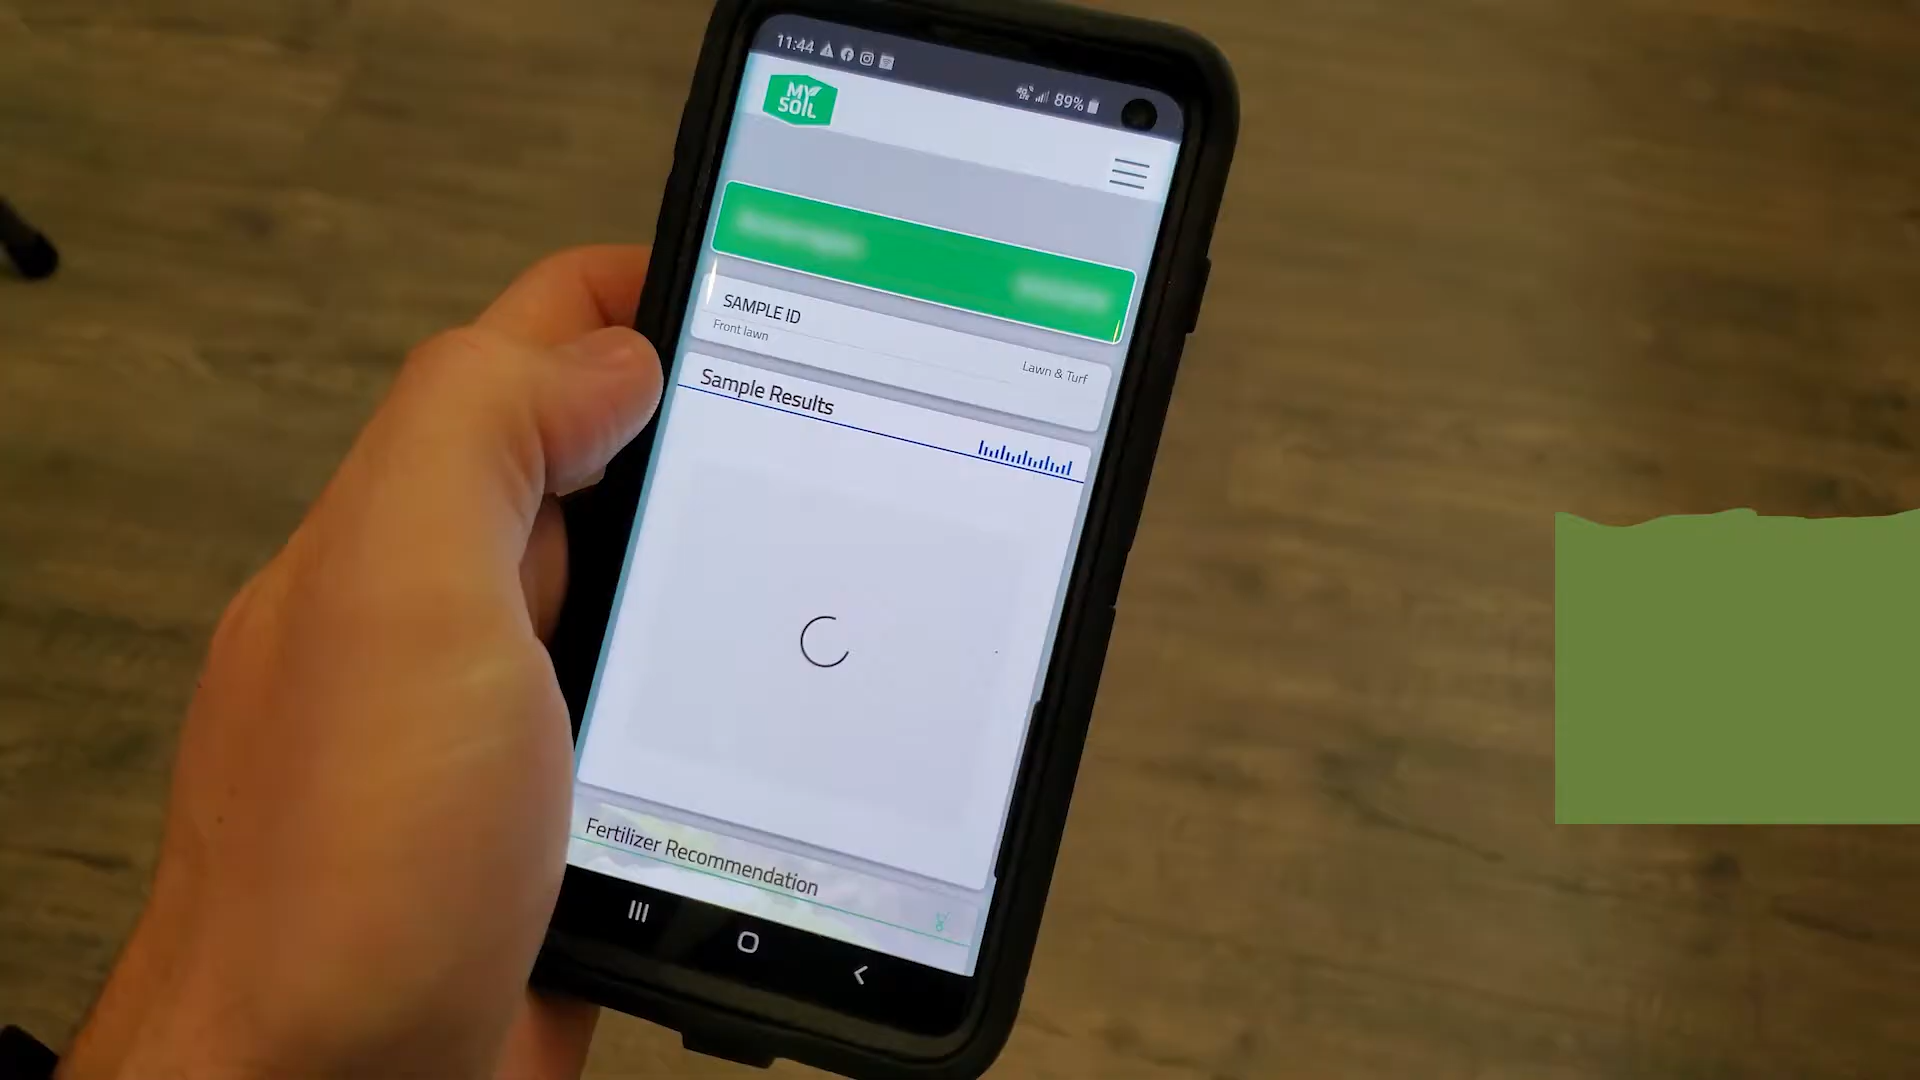 11:44
89%
MY
SOIL
SAMPLE ID
Front lawn
Lawn & Turf
Sample Results
Fertilizer Recommendation